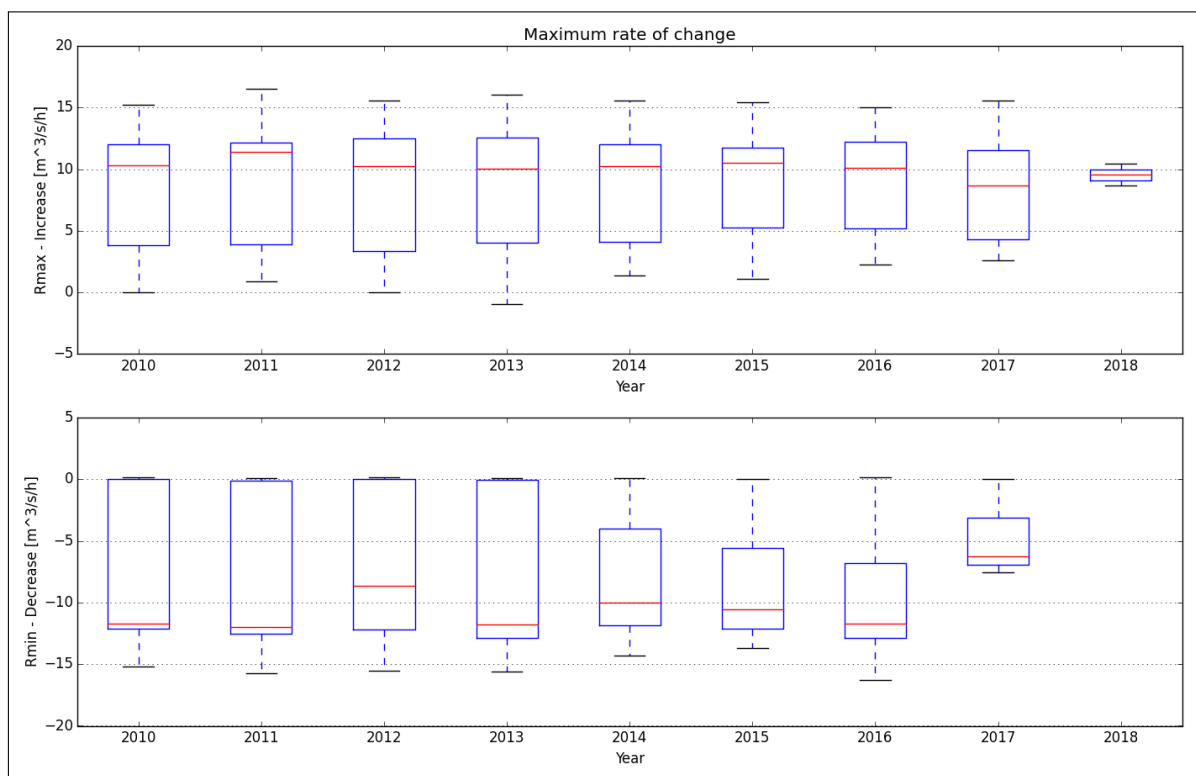 Maximum rate of change
20
15
10
5
0
−5
Rmax - Increase [m^3/s/h]
2010 2011 2012 2013 2014 2015 2016 2017 2018
Year
5
0
−5
−10
−15
−20
Rmin - Decrease [m^3/s/h]
2010 2011 2012 2013 2014 2015 2016 2017 2018
Year